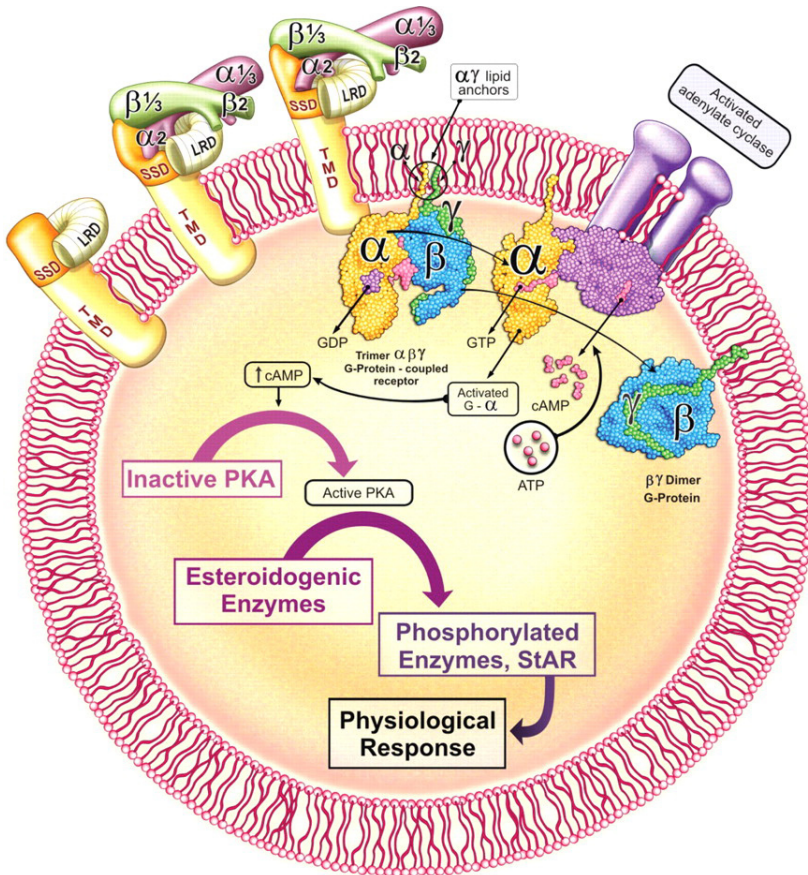 β1/3
α1/3
α2
β2
SSD
LRD
TMD
β1/3
α1/3
α2
β2
SSD
LRD
TMD
SSD
LRD
TMD
αγ lipid
anchors
α
γ
Activated
adenylate cyclase
α
β
γ
α
GDP
Trimer α βγ
G-Protein - coupled
receptor
GTP
Activated
G - α
cAMP
ATP
γ
β
βγ Dimer
G-Protein
↑ cAMP
Inactive PKA
Active PKA
Esteroidogenic
Enzymes
Phosphorylated
Enzymes, StAR
Physiological
Response